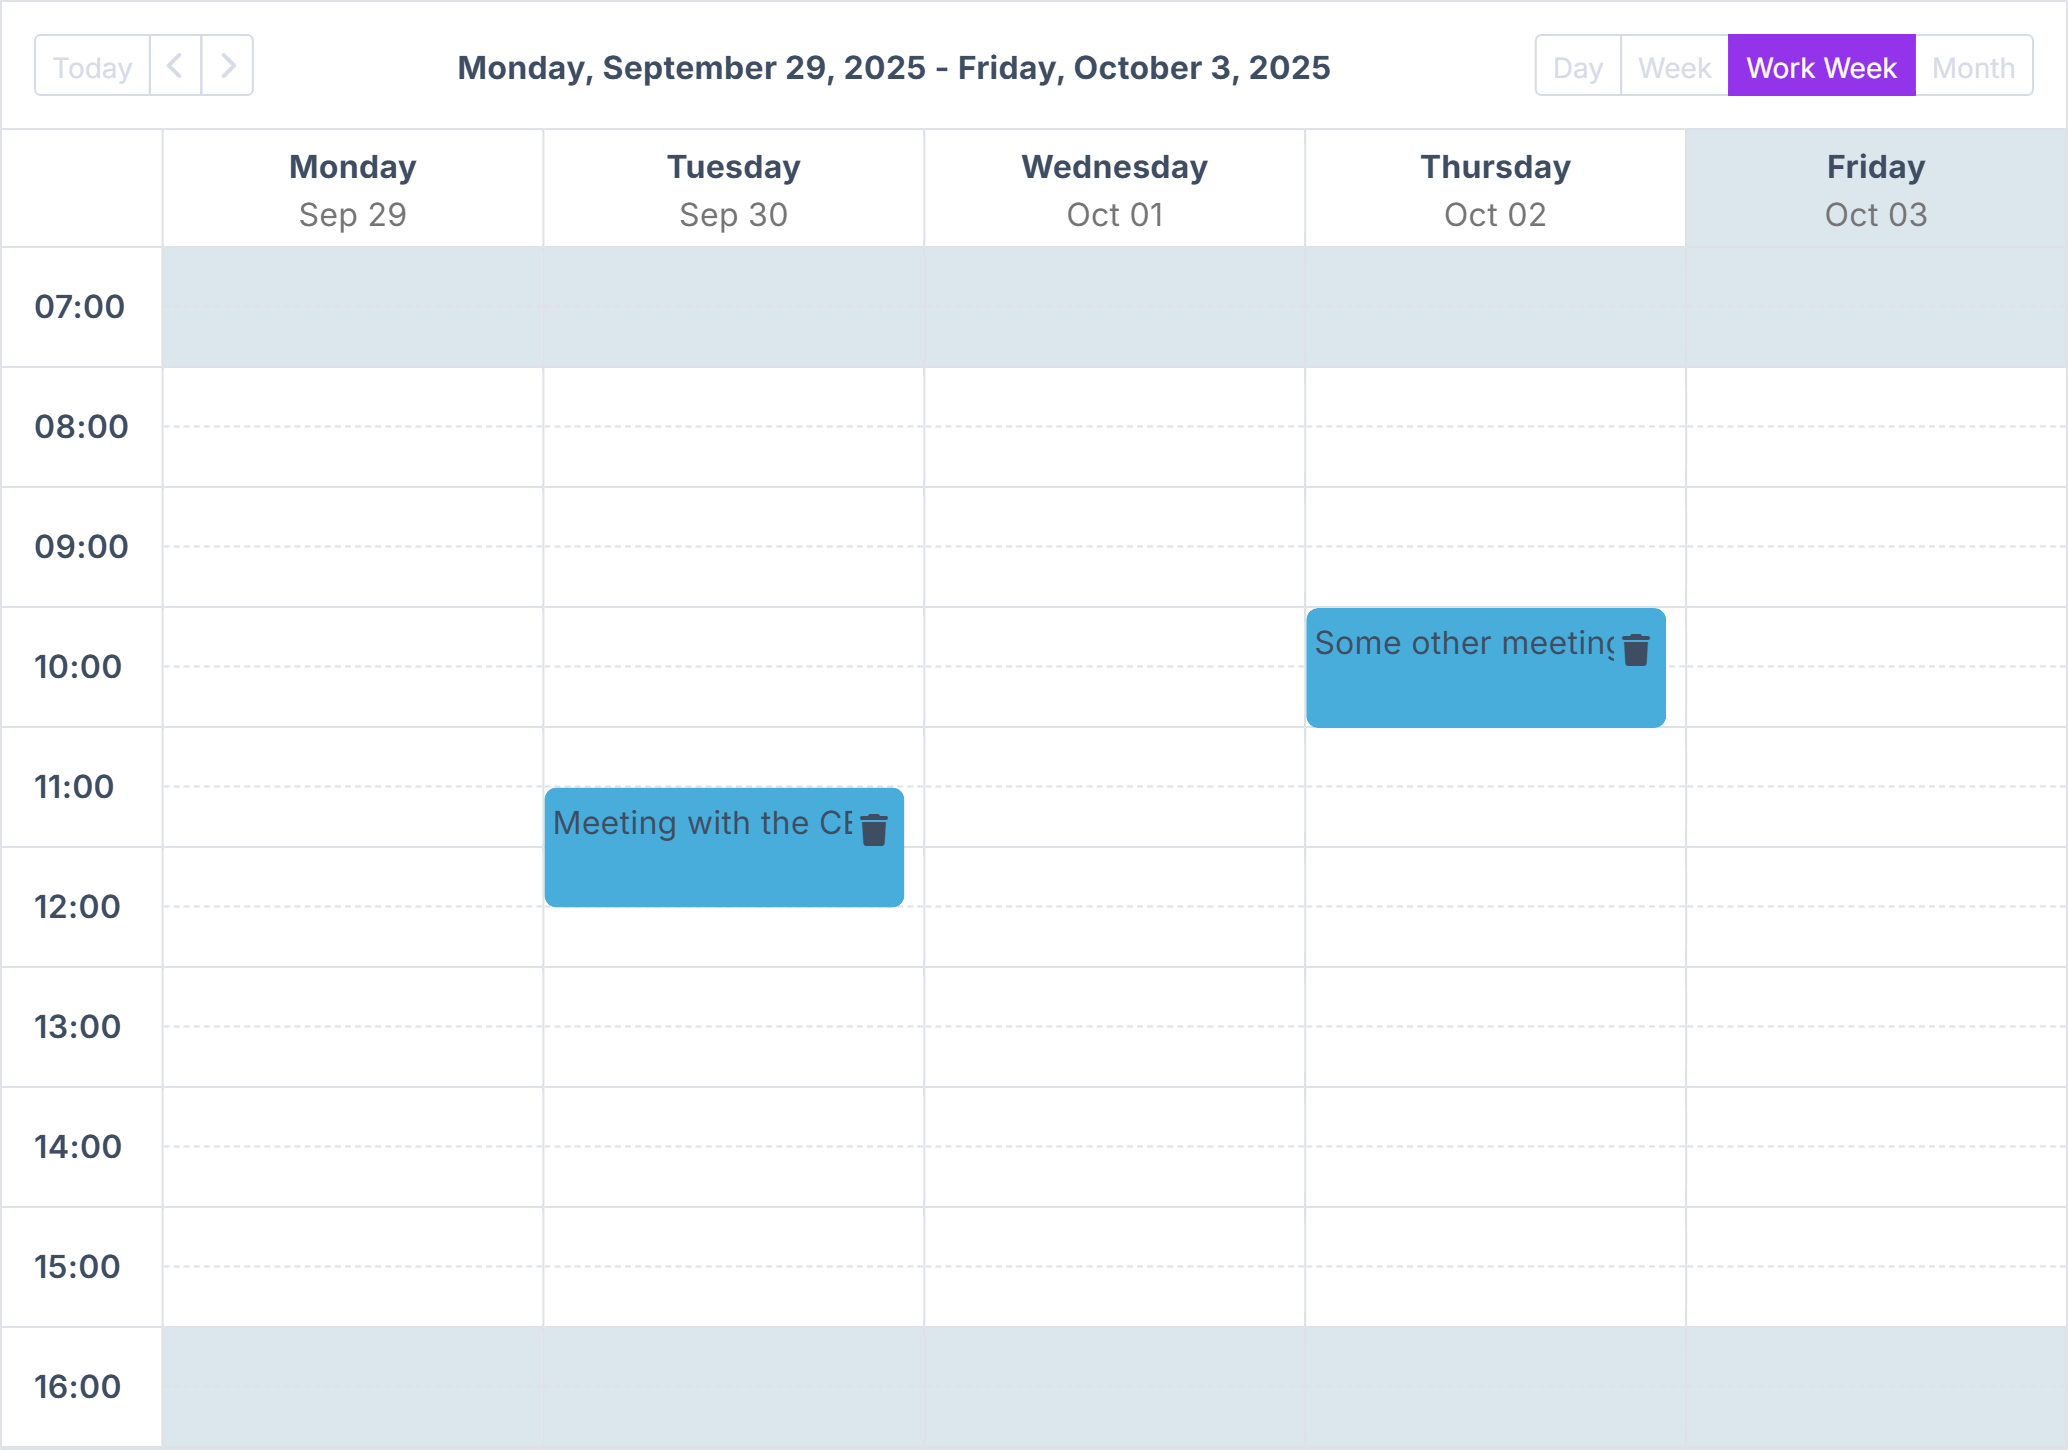 Today
Monday, September 29, 2025 - Friday, October 3, 2025
Day Week Work Week Month
Monday Tuesday Wednesday Thursday Friday
Sep 29 Sep 30 Oct 01 Oct 02 Oct 03
07:00
08:00
09:00
Some other meeting
10:00
11:00
Meeting with the CE
12:00
13:00
14:00
15:00
16:00